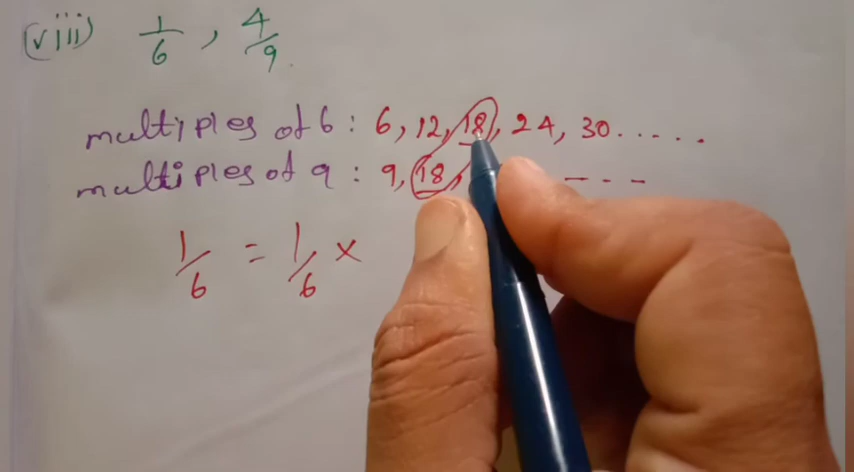 (viii) 1/6, 4/9.
multiples of 6: 6, 12, 18, 24, 30.....
multiples of 9: 9, 18, ----
1/6 = 1/6 ×